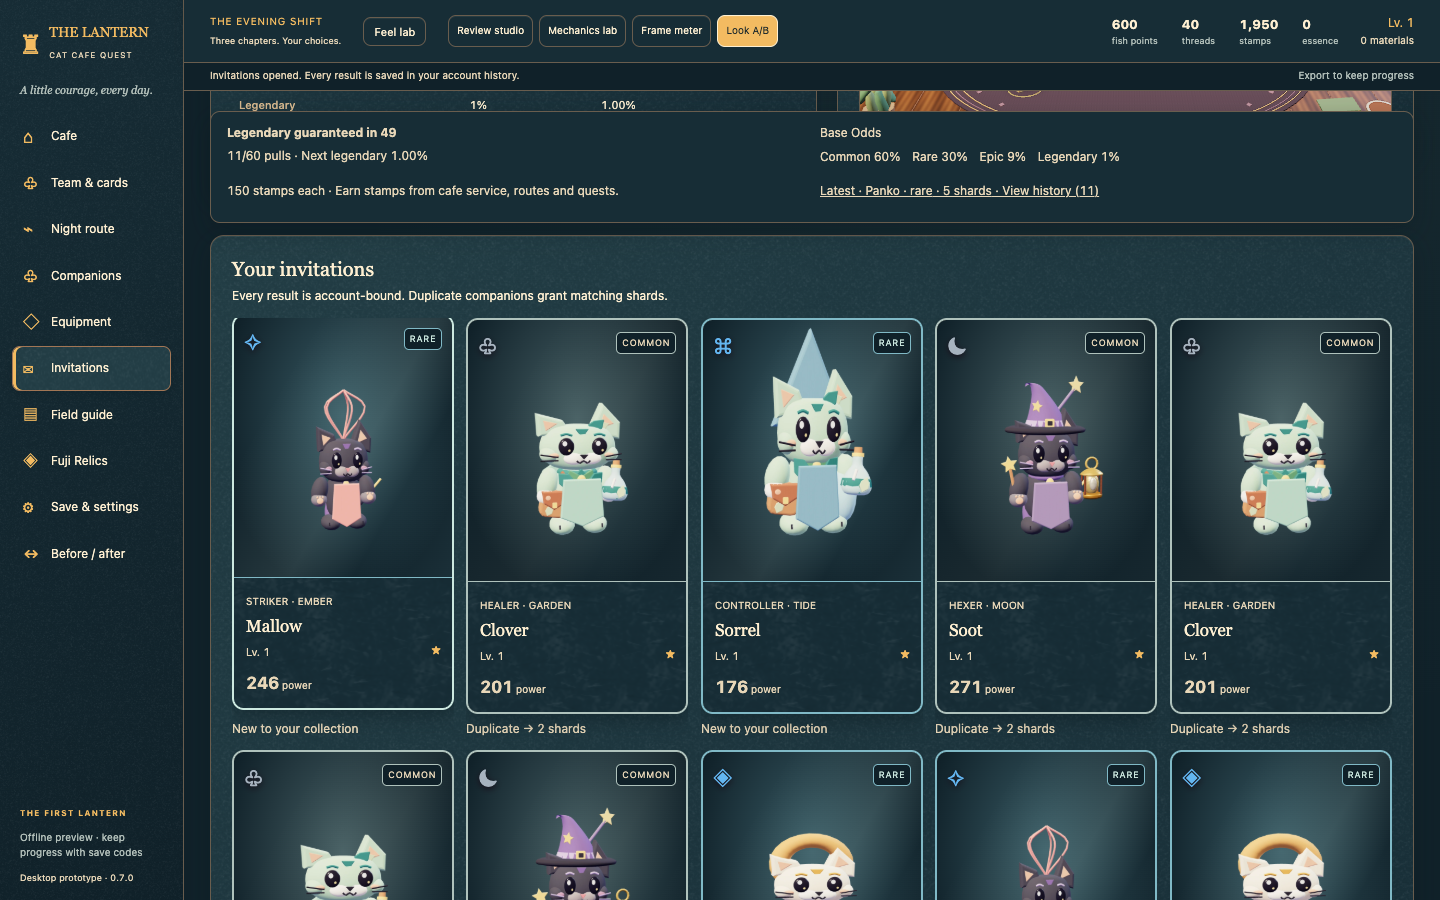 THE LANTERN
CAT CAFE QUEST
A little courage, every day.
Cafe
Team & cards
Night route
Companions
Equipment
Invitations
Field guide
Fuji Relics
Save & settings
Before / after
THE FIRST LANTERN
Offline preview · keep
progress with save codes
Desktop prototype · 0.7.0
THE EVENING SHIFT
Three chapters. Your choices.
Feel lab
Review studio
Mechanics lab
Frame meter
Look A/B
600 fish points
40 threads
1,950 stamps
0 essence
Lv. 1
0 materials
Invitations opened. Every result is saved in your account history.
Export to keep progress
Legendary 1% 1.00%
Legendary guaranteed in 49
11/60 pulls · Next legendary 1.00%
150 stamps each · Earn stamps from cafe service, routes and quests.
Base Odds
Common 60% Rare 30% Epic 9% Legendary 1%
Latest · Panko · rare · 5 shards · View history (11)
Your invitations
Every result is account-bound. Duplicate companions grant matching shards.
RARE
STRIKER · EMBER
Mallow
Lv. 1
246 power
New to your collection
COMMON
HEALER · GARDEN
Clover
Lv. 1
201 power
Duplicate → 2 shards
RARE
CONTROLLER · TIDE
Sorrel
Lv. 1
176 power
New to your collection
COMMON
HEXER · MOON
Soot
Lv. 1
271 power
Duplicate → 2 shards
COMMON
HEALER · GARDEN
Clover
Lv. 1
201 power
Duplicate → 2 shards
COMMON
COMMON
RARE
RARE
RARE